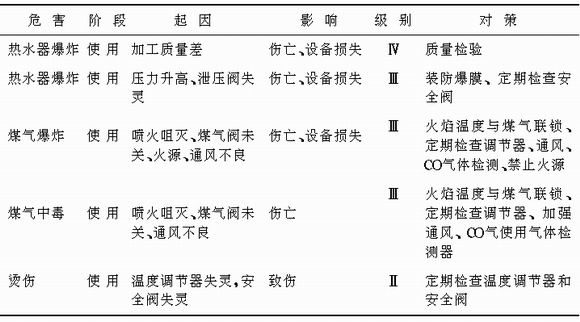 危害 阶段 起因 影响 级别 对策
热水器爆炸 使用 加工质量差 伤亡、设备损失 Ⅳ 质量检验
热水器爆炸 使用 压力升高、泄压阀失 伤亡、设备损失 Ⅲ 装防爆膜、定期检查安
灵 全阀
煤气爆炸 使用 喷火咀灭、煤气阀未 伤亡、设备损失 Ⅲ 火焰温度与煤气联锁、
关、火源、通风不良 定期检查调节器、通风、
CO气体检测、禁止火源
煤气中毒 使用 喷火咀灭、煤气阀未 伤亡 Ⅲ 火焰温度与煤气联锁、
关、通风不良 定期检查调节器、加强
通风、CO气使用气体检
测器
烫伤 使用 温度调节器失灵,安 致伤 Ⅱ 定期检查温度调节器和
全阀失灵 安全阀